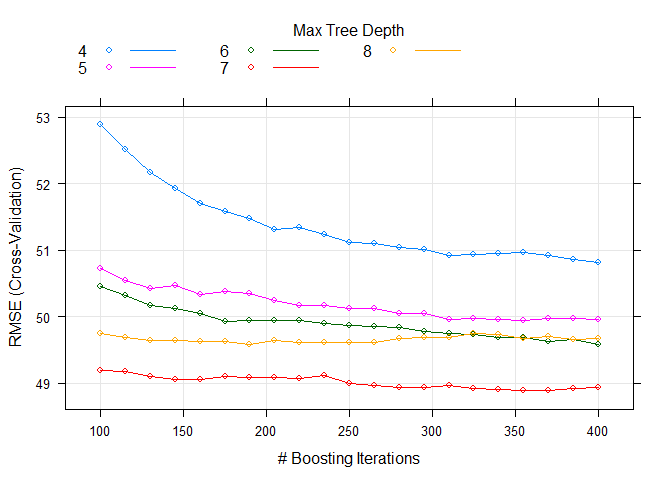 Max Tree Depth
4 6 8
5 7
53
52
51
50
49
RMSE (Cross-Validation)
100 150 200 250 300 350 400
# Boosting Iterations